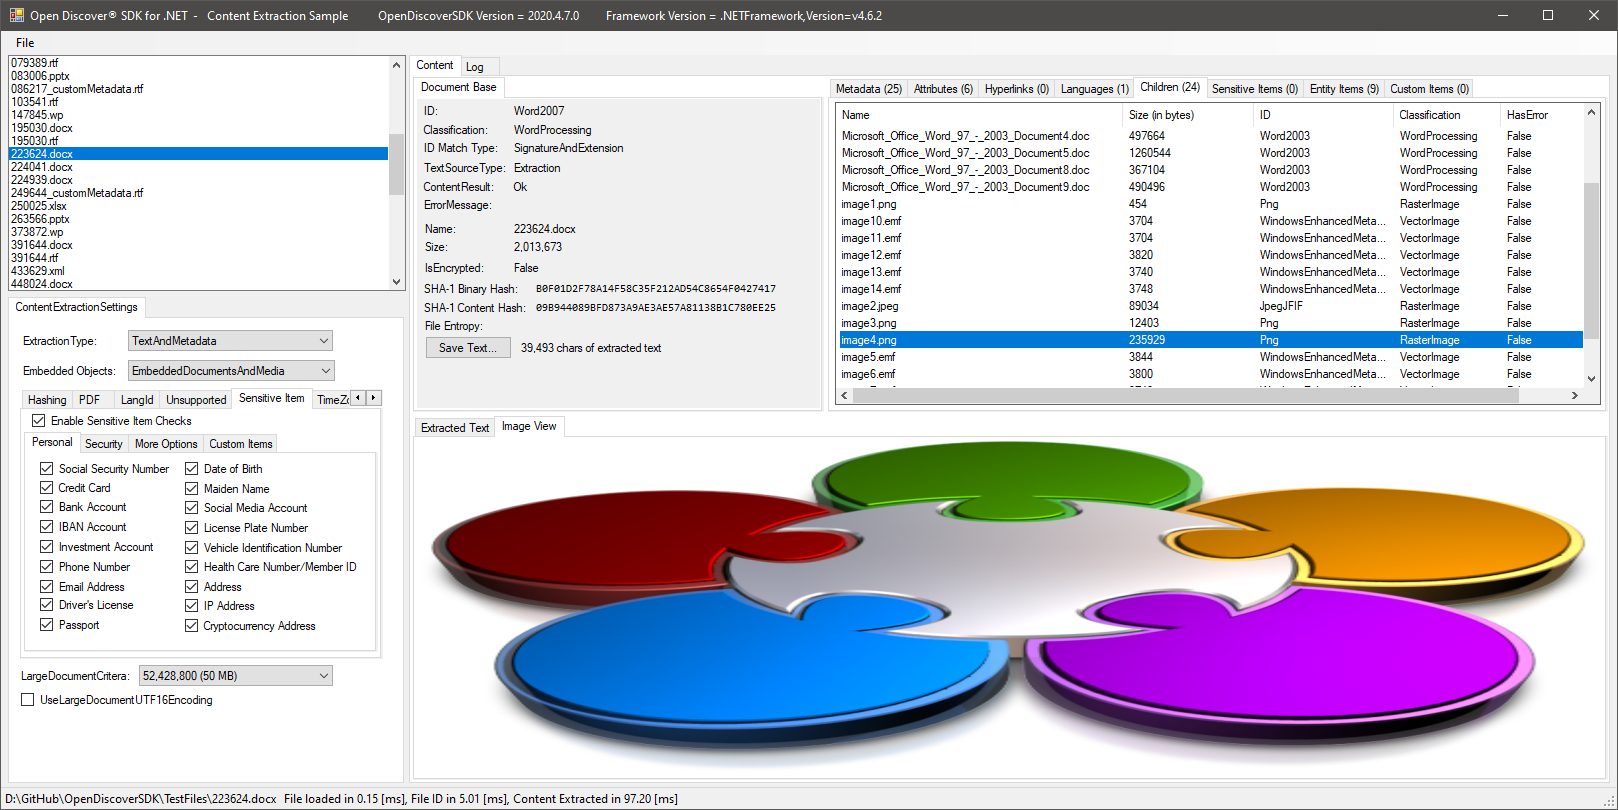 Open Discover® SDK for .NET - Content Extraction Sample OpenDiscoverSDK Version = 2020.4.7.0 Framework Version = .NETFramework,Version=v4.6.2
File
079389.rtf
083006.pptx
086217_customMetadata.rtf
103541.rtf
147845.wp
195030.docx
195030.rtf
223624.docx
224041.docx
224939.docx
249644_customMetadata.rtf
250025.xlsx
263566.pptx
373872.wp
391644.docx
391644.rtf
433629.xml
448024.docx
ContentExtractionSettings
ExtractionType: TextAndMetadata
Embedded Objects: EmbeddedDocumentsAndMedia
Hashing PDF LangId Unsupported Sensitive Item TimeZo
Enable Sensitive Item Checks
Personal Security More Options Custom Items
Social Security Number Date of Birth
Credit Card Maiden Name
Bank Account Social Media Account
IBAN Account License Plate Number
Investment Account Vehicle Identification Number
Phone Number Health Care Number/Member ID
Email Address Address
Driver's License IP Address
Passport Cryptocurrency Address
LargeDocumentCritera: 52,428,800 (50 MB)
UseLargeDocumentUTF16Encoding
Content Log
Document Base
ID: Word2007
Classification: WordProcessing
ID Match Type: SignatureAndExtension
TextSourceType: Extraction
ContentResult: Ok
ErrorMessage:
Name: 223624.docx
Size: 2,013,673
IsEncrypted: False
SHA-1 Binary Hash: B0F01D2F78A14F58C35F212AD54C8654F0427417
SHA-1 Content Hash: 09B944089BFD873A9AE3AE57A81138B1C780EE25
File Entropy:
Save Text... 39,493 chars of extracted text
Metadata (25) Attributes (6) Hyperlinks (0) Languages (1) Children (24) Sensitive Items (0) Entity Items (9) Custom Items (0)
Name Size (in bytes) ID Classification HasError
Microsoft_Office_Word_97_-_2003_Document4.doc 497664 Word2003 WordProcessing False
Microsoft_Office_Word_97_-_2003_Document5.doc 1260544 Word2003 WordProcessing False
Microsoft_Office_Word_97_-_2003_Document8.doc 367104 Word2003 WordProcessing False
Microsoft_Office_Word_97_-_2003_Document9.doc 490496 Word2003 WordProcessing False
image1.png 454 Png RasterImage False
image10.emf 3704 WindowsEnhancedMeta... VectorImage False
image11.emf 3704 WindowsEnhancedMeta... VectorImage False
image12.emf 3820 WindowsEnhancedMeta... VectorImage False
image13.emf 3740 WindowsEnhancedMeta... VectorImage False
image14.emf 3748 WindowsEnhancedMeta... VectorImage False
image2.jpeg 89034 JpegJFIF RasterImage False
image3.png 12403 Png RasterImage False
image4.png 235929 Png RasterImage False
image5.emf 3844 WindowsEnhancedMeta... VectorImage False
image6.emf 3800 WindowsEnhancedMeta... VectorImage False
Extracted Text Image View
D:\GitHub\OpenDiscoverSDK\TestFiles\223624.docx File loaded in 0.15 [ms], File ID in 5.01 [ms], Content Extracted in 97.20 [ms]